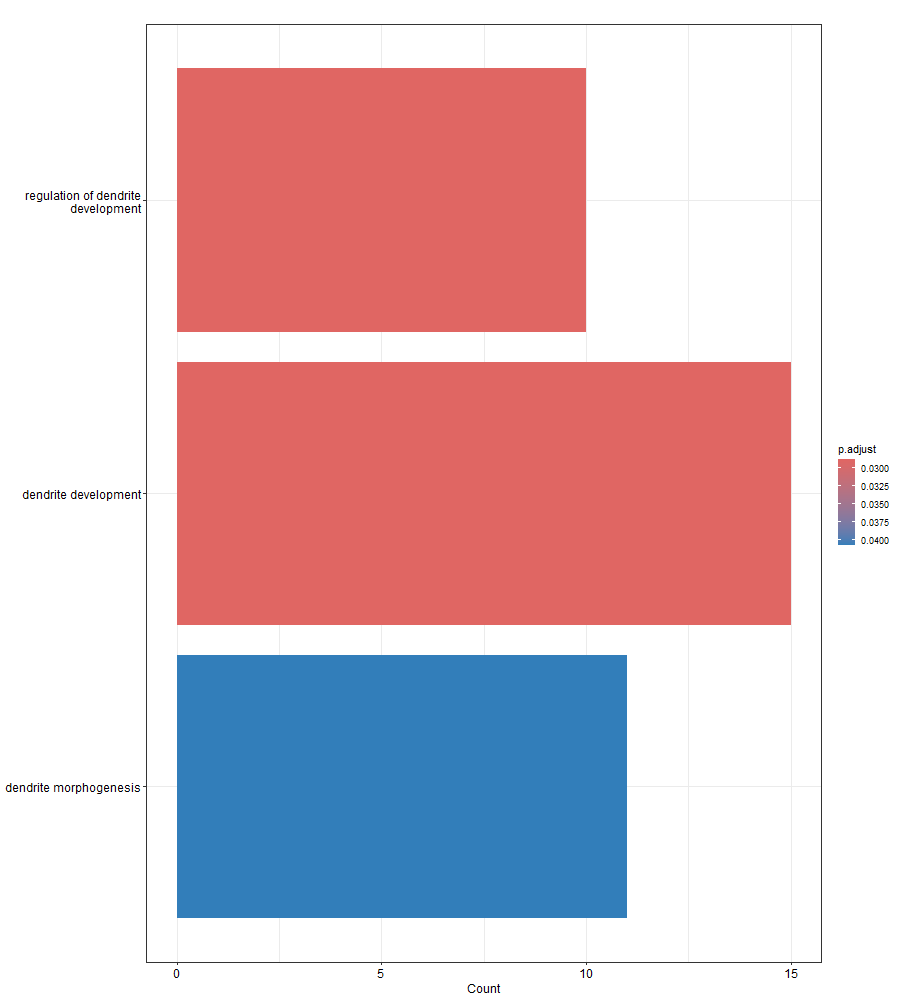 regulation of dendrite
development
dendrite development
dendrite morphogenesis
0
5
10
15
Count
p.adjust
0.0300
0.0325
0.0350
0.0375
0.0400